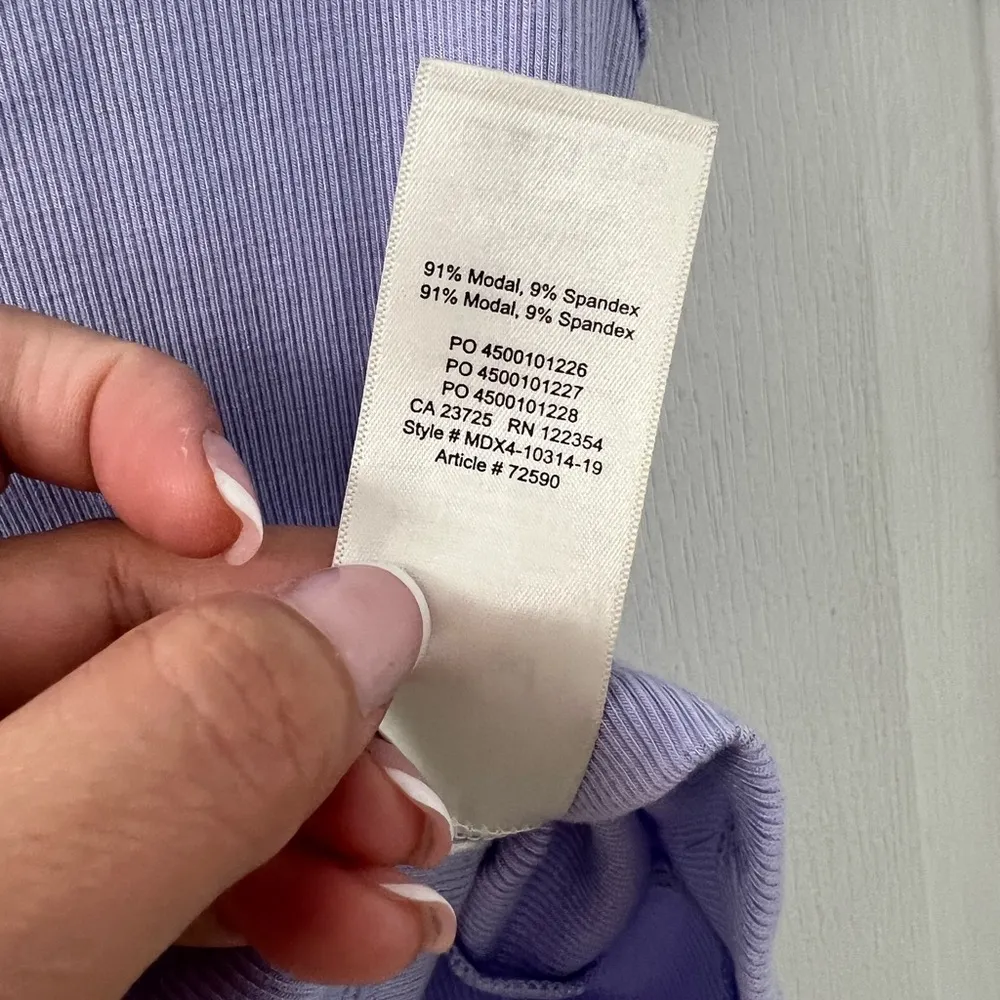 91% Modal, 9% Spandex
91% Modal, 9% Spandex
PO 4500101226
PO 4500101227
PO 4500101228
CA 23725 RN 122354
Style # MDX4-10314-19
Article # 72590